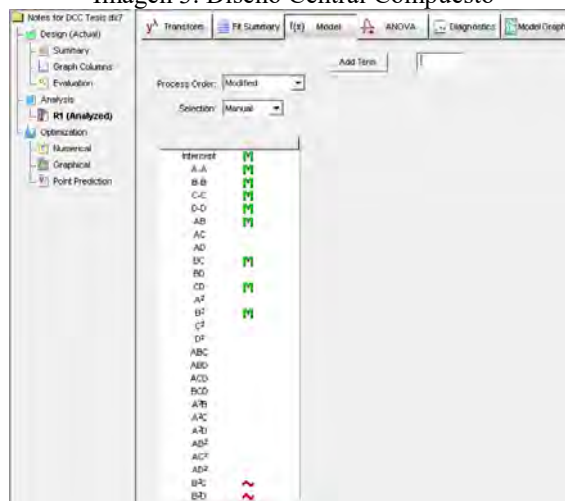 Imagen 3: Diseño Central Compuesto
Notes for DCC Tesis.dx7
Design (Actual)
Summary
Graph Columns
Evaluation
Analysis
R1 (Analyzed)
Optimization
Numerical
Graphical
Point Prediction
yλ Transform
Fit Summary
f(x) Model
ANOVA
Diagnostics
Model Graph
Process Order: Modified
Add Term
Selection: Manual
Intercept M
A-A M
B-B M
C-C M
D-D M
AB M
AC
AD
BC M
BD
CD M
A²
B² M
C²
D²
ABC
ABD
ACD
BCD
A²B
A²C
A²D
AB²
AC²
AD²
B²C ~
B²D ~